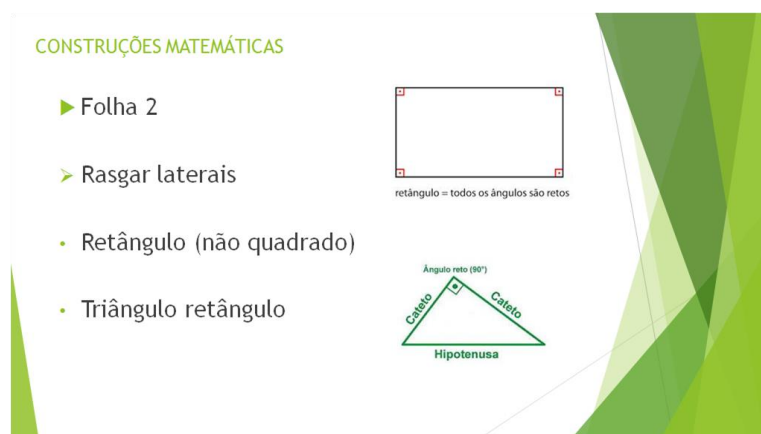 CONSTRUÇÕES MATEMÁTICAS
Folha 2
Rasgar laterais
Retângulo (não quadrado)
Triângulo retângulo
retângulo = todos os ângulos são retos
Ângulo reto (90°)
Cateto
Cateto
Hipotenusa